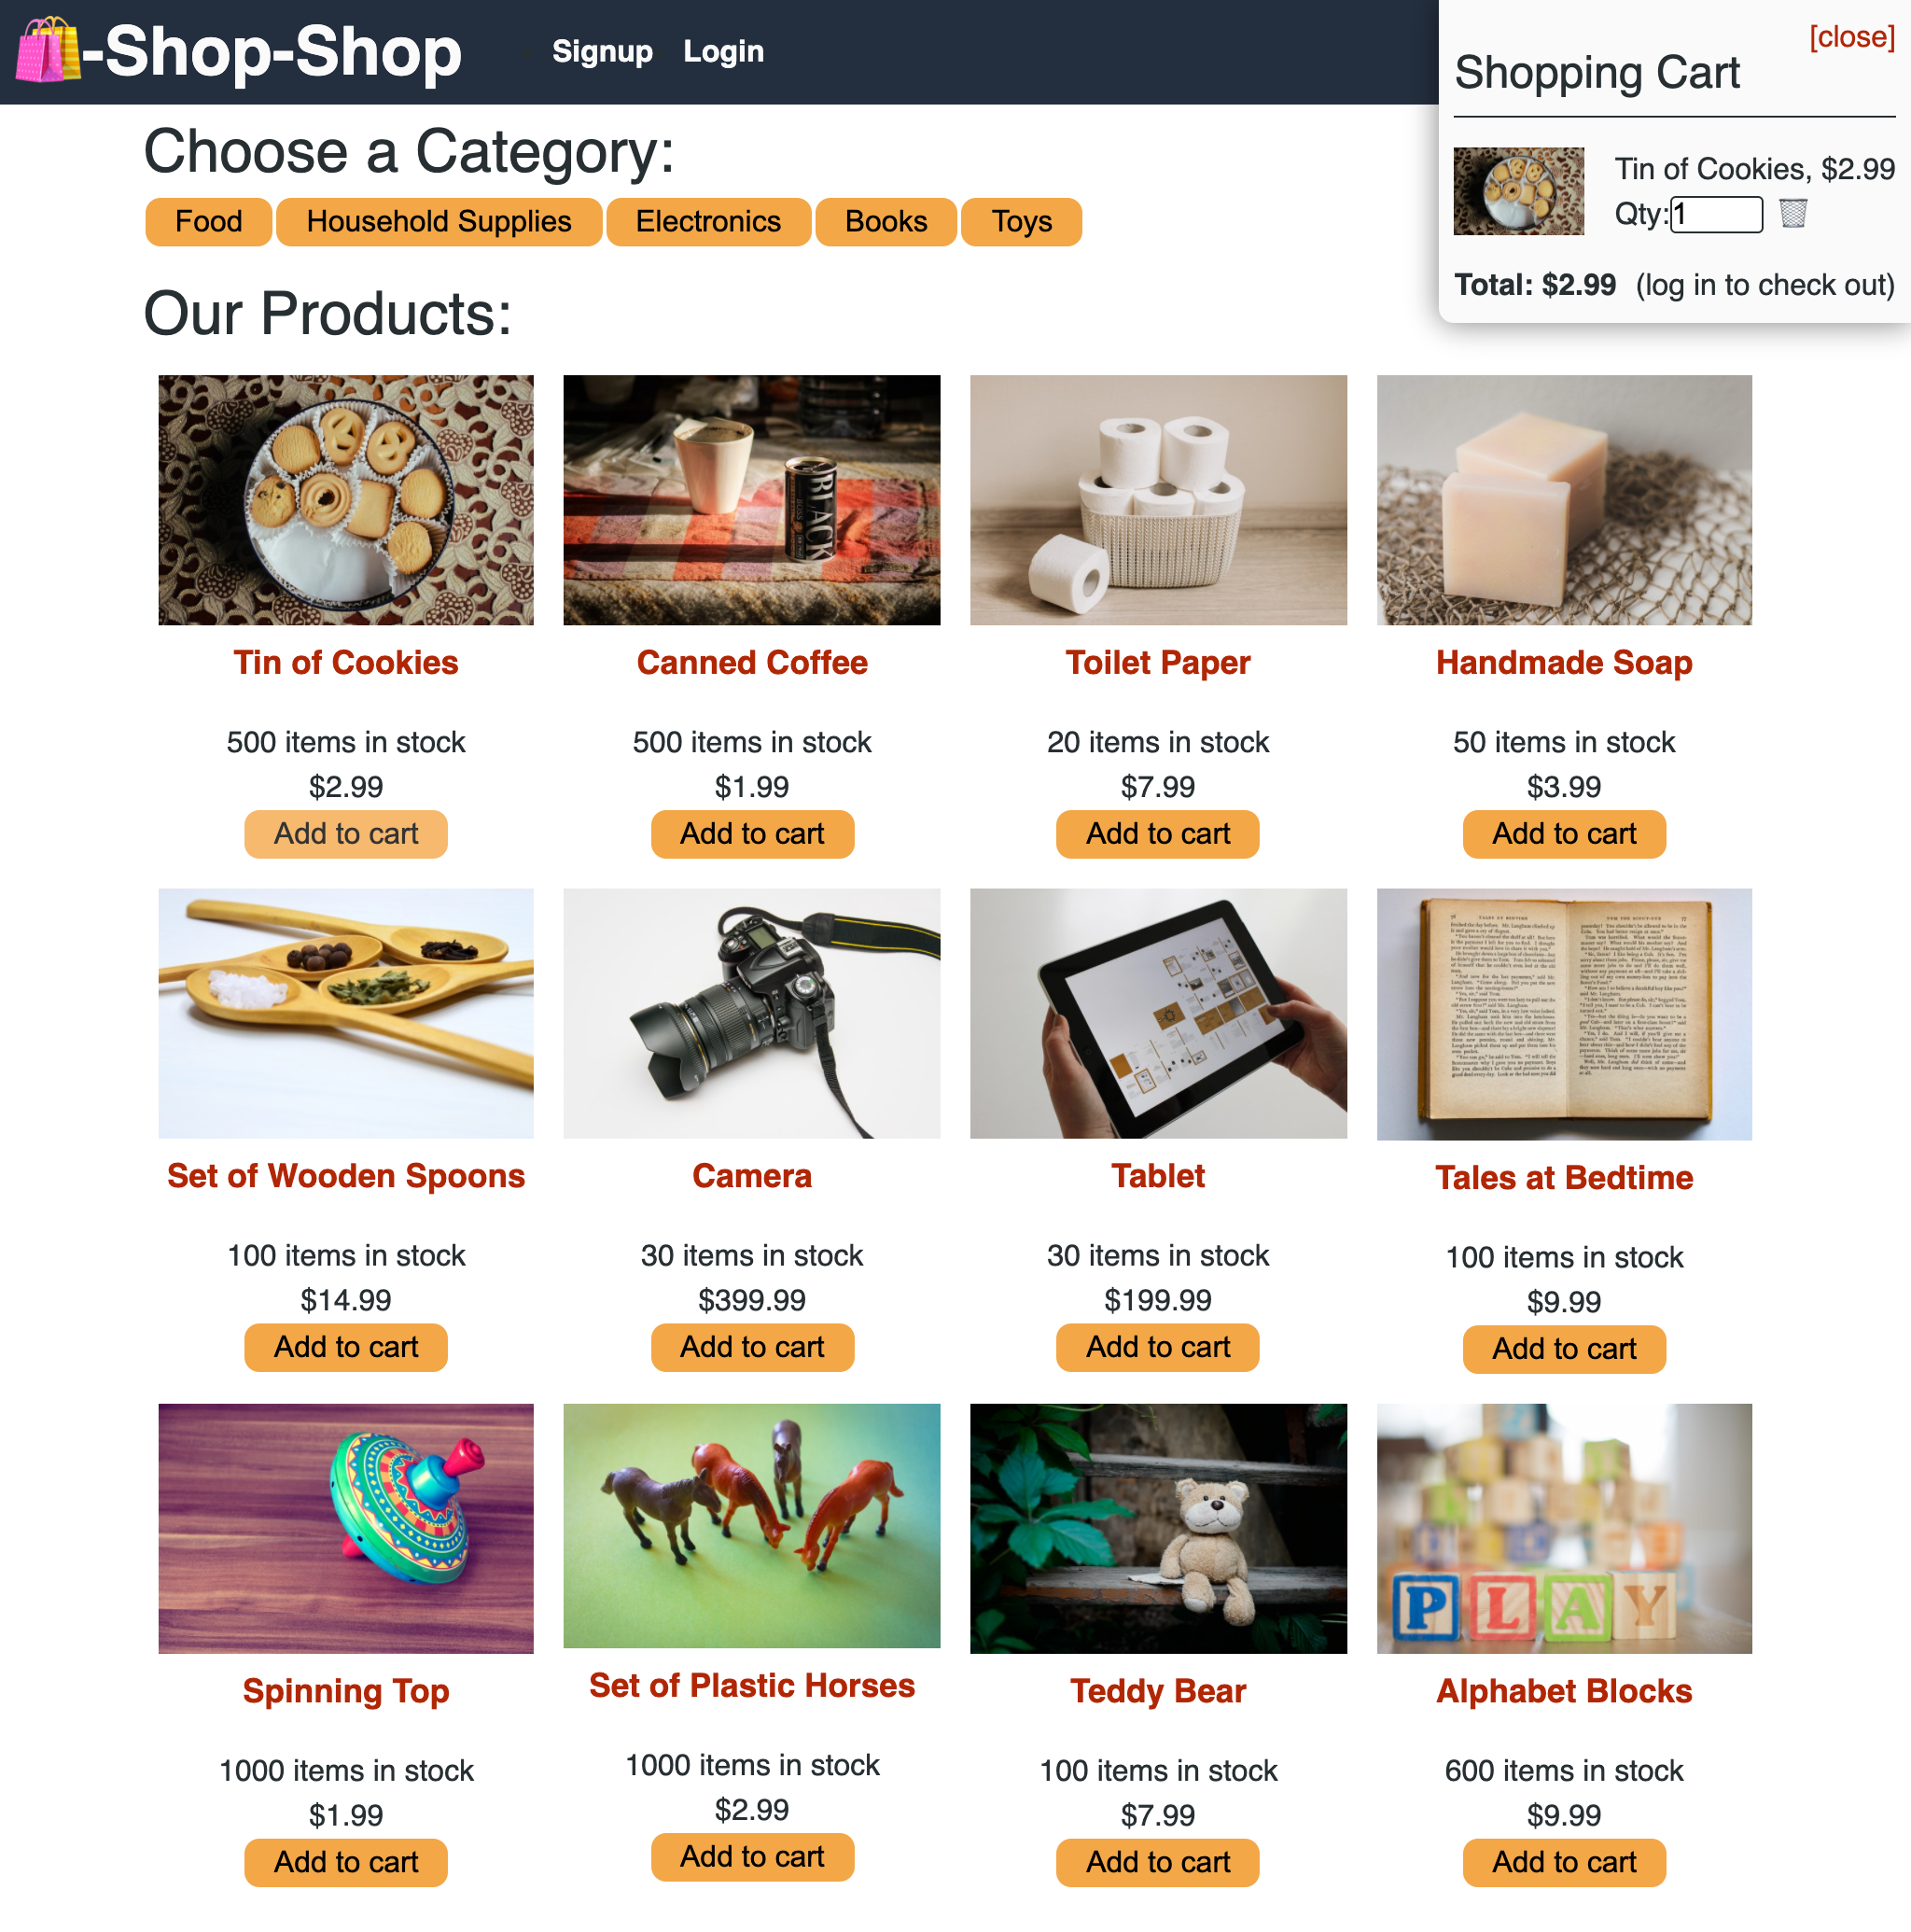 -Shop-Shop
Signup Login
[close]
Shopping Cart
Tin of Cookies, $2.99
Qty: 1
Total: $2.99 (log in to check out)
Choose a Category:
Food Household Supplies Electronics Books Toys
Our Products:
BOSS BLACK
Tin of Cookies Canned Coffee Toilet Paper Handmade Soap
500 items in stock 500 items in stock 20 items in stock 50 items in stock
$2.99 $1.99 $7.99 $3.99
Add to cart Add to cart Add to cart Add to cart
TALES AT BEDTIME
Set of Wooden Spoons Camera Tablet Tales at Bedtime
100 items in stock 30 items in stock 30 items in stock 100 items in stock
$14.99 $399.99 $199.99 $9.99
Add to cart Add to cart Add to cart Add to cart
PLAY
Spinning Top Set of Plastic Horses Teddy Bear Alphabet Blocks
1000 items in stock 1000 items in stock 100 items in stock 600 items in stock
$1.99 $2.99 $7.99 $9.99
Add to cart Add to cart Add to cart Add to cart